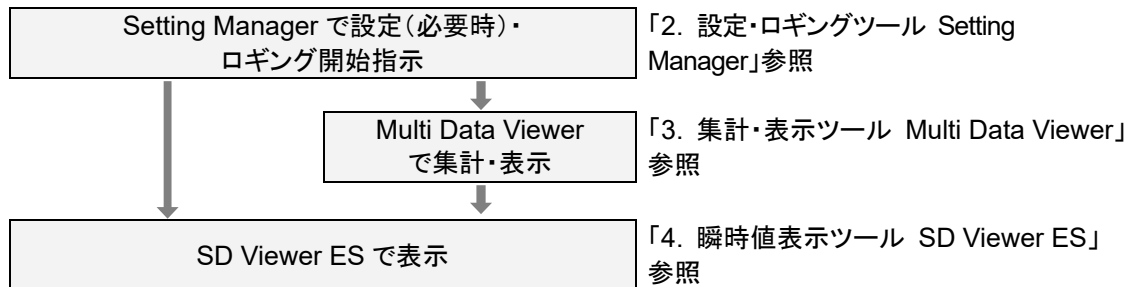 Setting Manager で設定（必要時）・
ロギング開始指示
「2. 設定・ロギングツール Setting
Manager」参照
Multi Data Viewer
で集計・表示
「3. 集計・表示ツール Multi Data Viewer」
参照
SD Viewer ES で表示
「4. 瞬時値表示ツール SD Viewer ES」
参照